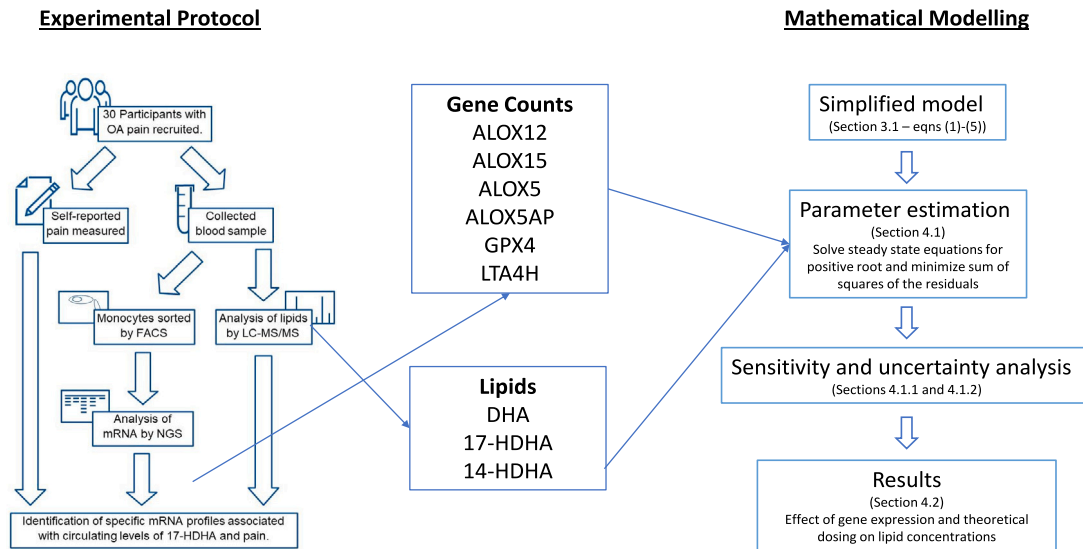 Experimental Protocol
30 Participants with
OA pain recruited.
Self-reported
pain measured
Collected
blood sample
Monocytes sorted
by FACS
Analysis of lipids
by LC-MS/MS
Analysis of
mRNA by NGS
Identification of specific mRNA profiles associated
with circulating levels of 17-HDHA and pain.
Gene Counts
ALOX12
ALOX15
ALOX5
ALOX5AP
GPX4
LTA4H
Lipids
DHA
17-HDHA
14-HDHA
Mathematical Modelling
Simplified model
(Section 3.1 – eqns (1)-(5))
Parameter estimation
(Section 4.1)
Solve steady state equations for
positive root and minimize sum of
squares of the residuals
Sensitivity and uncertainty analysis
(Sections 4.1.1 and 4.1.2)
Results
(Section 4.2)
Effect of gene expression and theoretical
dosing on lipid concentrations